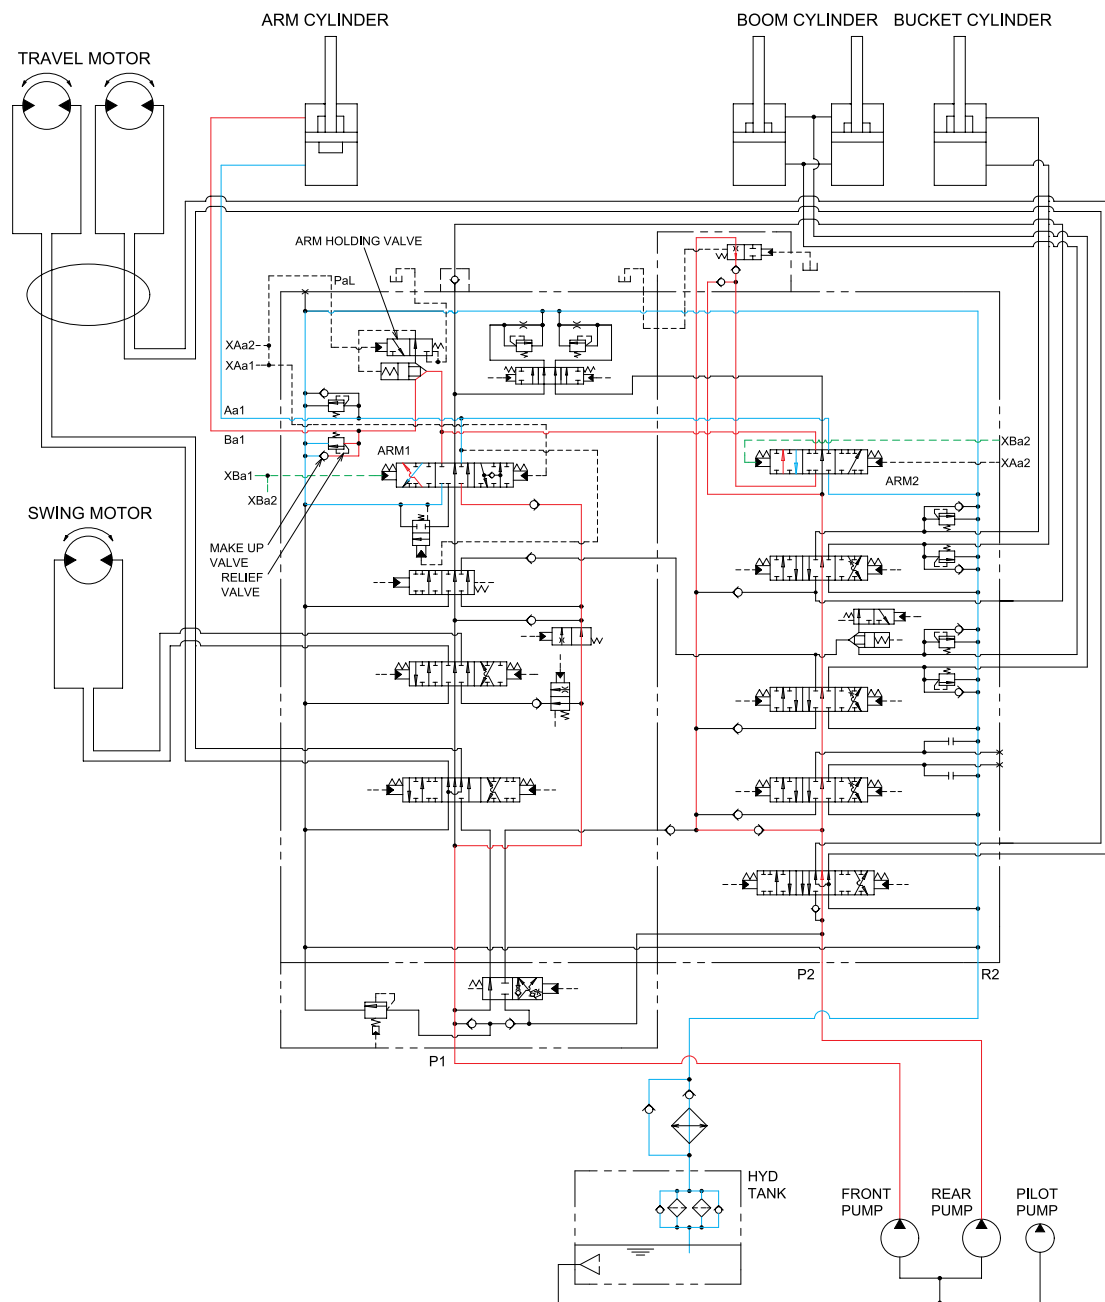 ARM CYLINDER
BOOM CYLINDER
BUCKET CYLINDER
TRAVEL MOTOR
ARM HOLDING VALVE
PaL
XAa2
XAa1
Aa1
Ba1
ARM1
XBa1
XBa2
XBa2
XAa2
ARM2
SWING MOTOR
MAKE UP
VALVE
RELIEF
VALVE
P2
R2
P1
HYD
TANK
FRONT
PUMP
REAR
PUMP
PILOT
PUMP